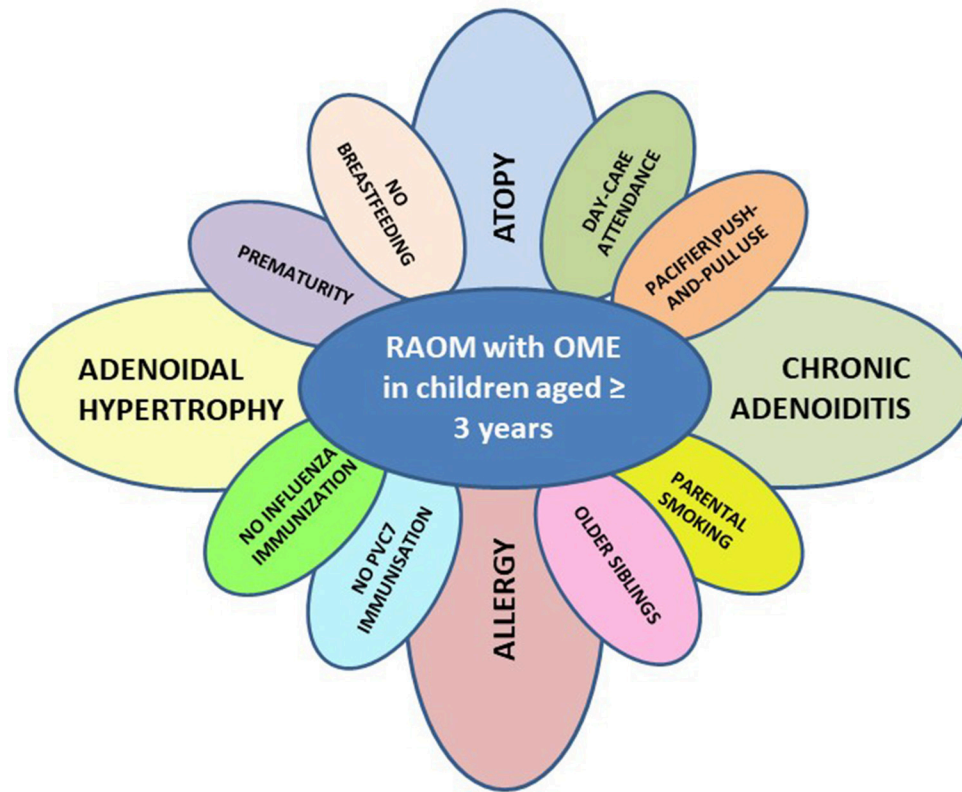 ATOPY
NO
BREASTFEEDING
DAY-CARE
ATTENDANCE
PREMATURITY
PACIFIER\PUSH-
AND-PULL USE
ADENOIDAL
HYPERTROPHY
RAOM with OME
in children aged ≥
3 years
CHRONIC
ADENOIDITIS
NO INFLUENZA
IMMUNIZATION
NO PVC7
IMMUNISATION
ALLERGY
OLDER SIBLINGS
PARENTAL
SMOKING